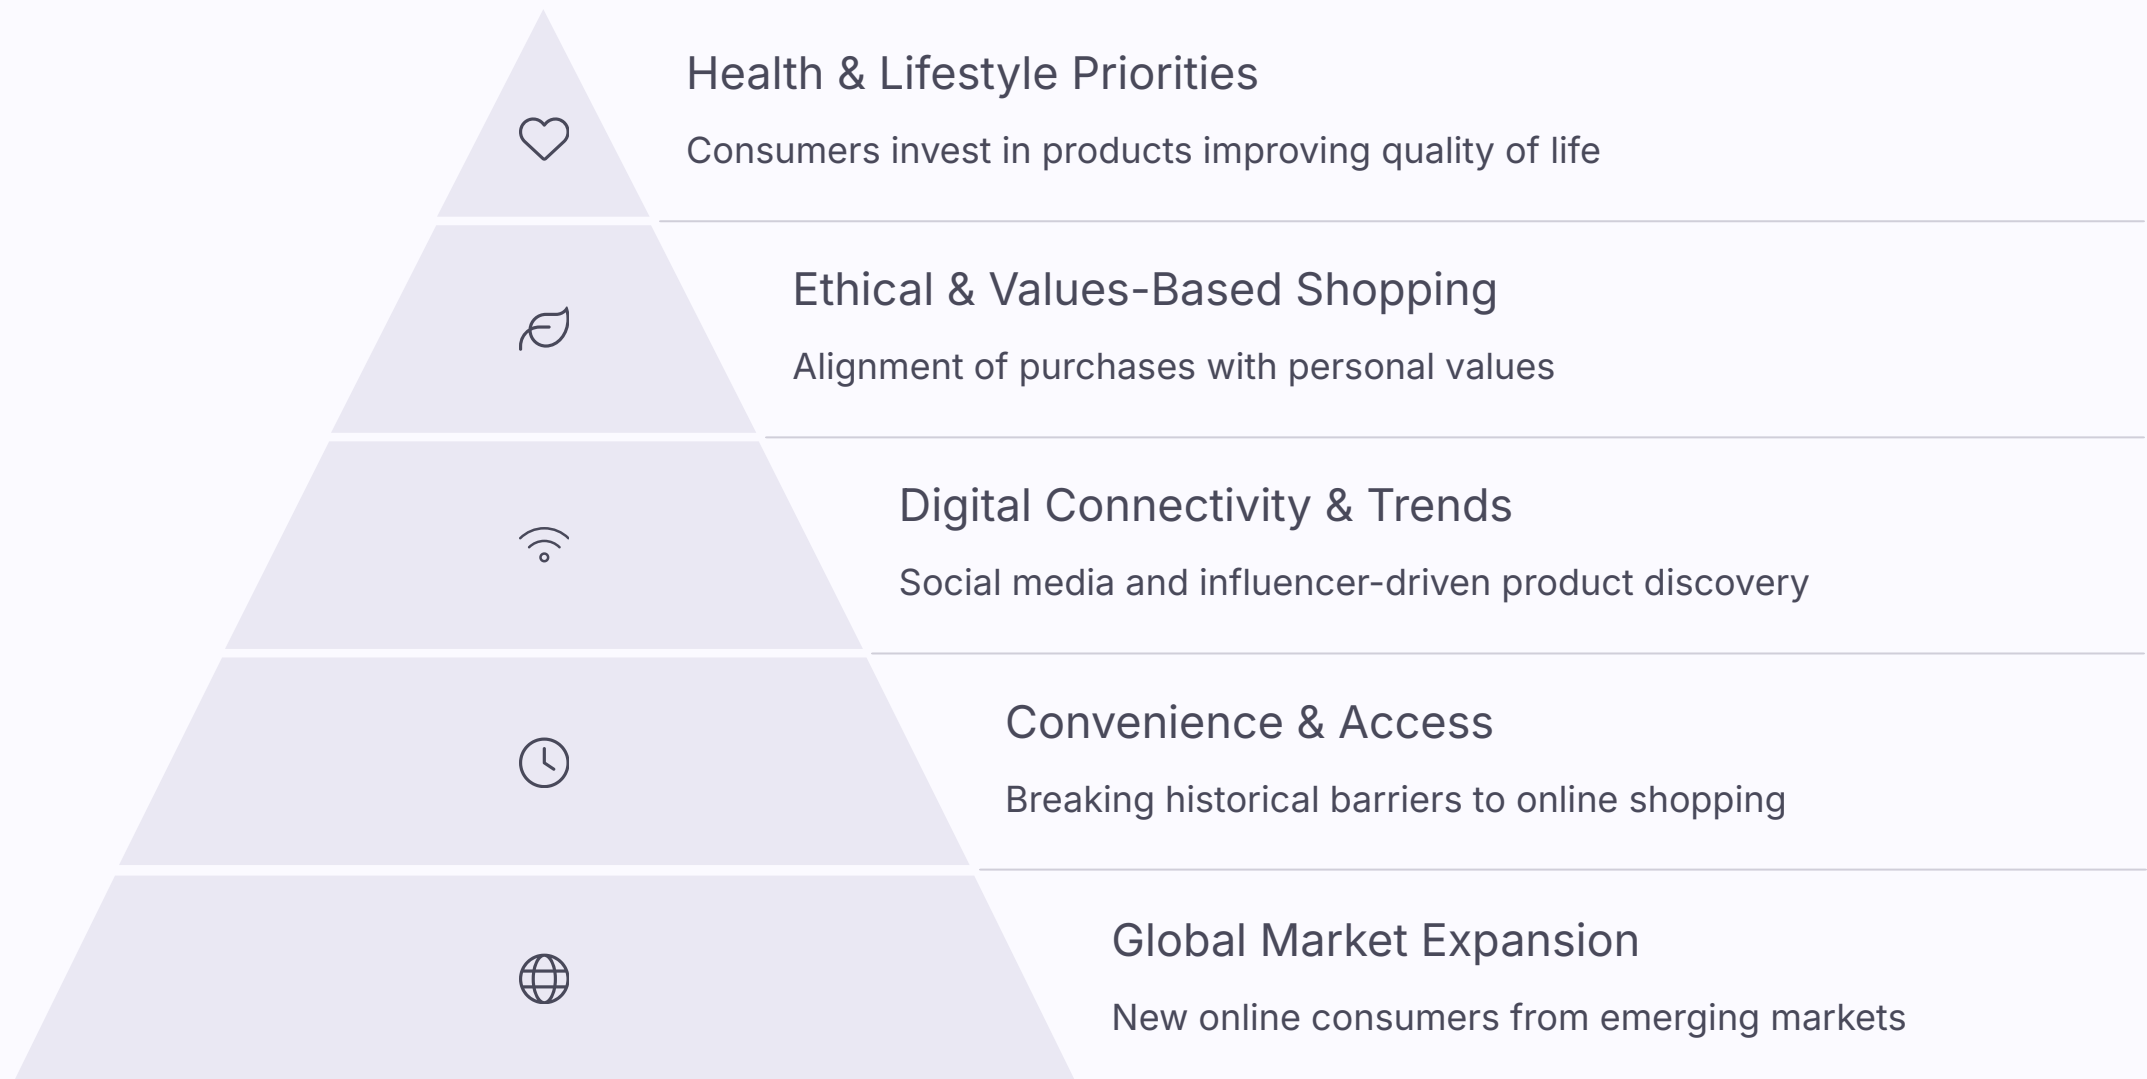 Health & Lifestyle Priorities
Consumers invest in products improving quality of life
Ethical & Values-Based Shopping
Alignment of purchases with personal values
Digital Connectivity & Trends
Social media and influencer-driven product discovery
Convenience & Access
Breaking historical barriers to online shopping
Global Market Expansion
New online consumers from emerging markets